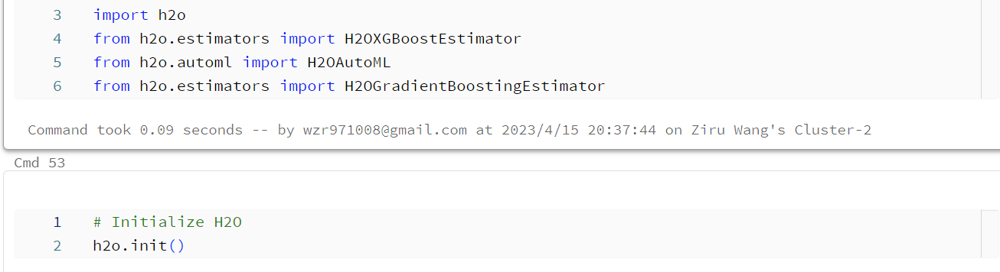 3 import h2o
4 from h2o.estimators import H2OXGBoostEstimator
5 from h2o.automl import H2OAutoML
6 from h2o.estimators import H2OGradientBoostingEstimator
Command took 0.09 seconds -- by wzr971008@gmail.com at 2023/4/15 20:37:44 on Ziru Wang's Cluster-2
Cmd 53
1 # Initialize H2O
2 h2o.init()